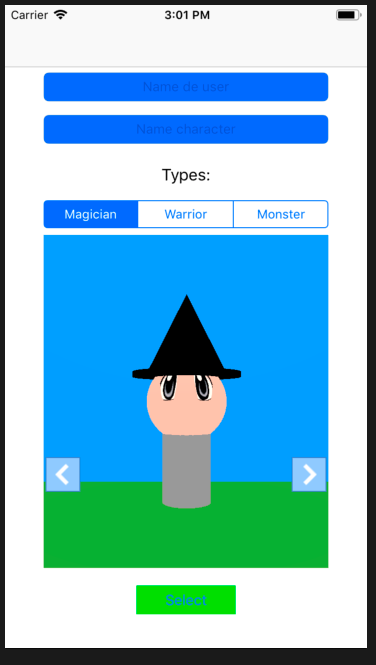 Carrier 3:01 PM
Name de user
Name character
Types:
Magician Warrior Monster
Select